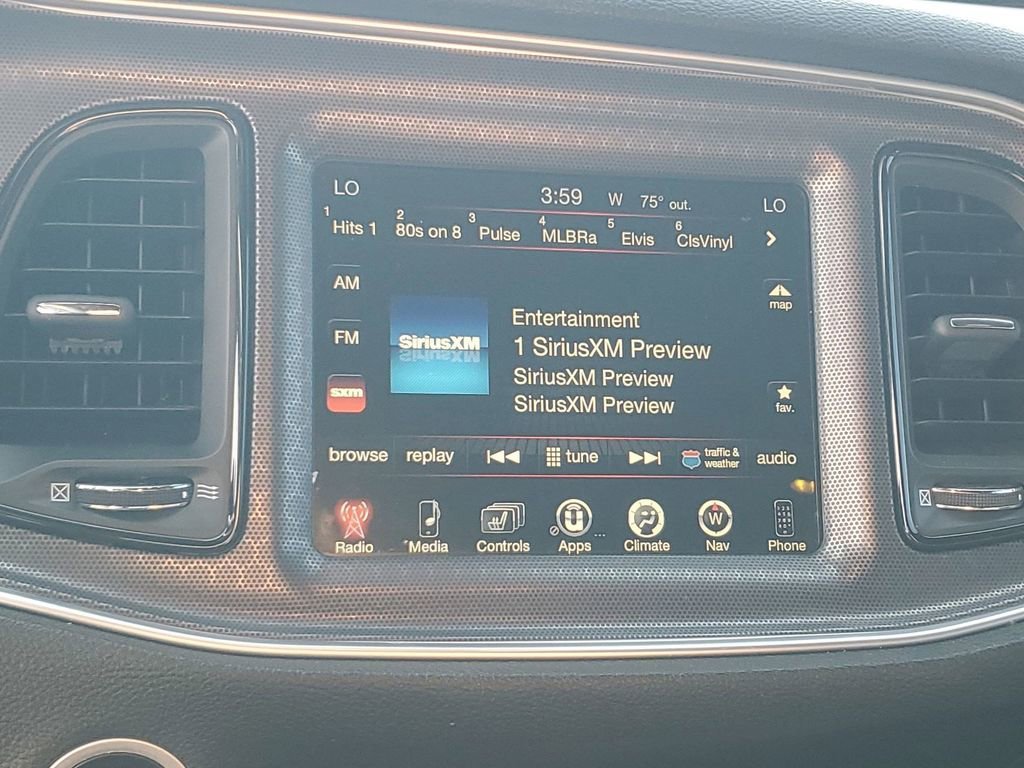 LO 3:59 W 75° out. LO
1 Hits 1 2 80s on 8 3 Pulse 4 MLBRa 5 Elvis 6 ClsVinyl
AM
map
SiriusXM
Entertainment
FM
1 SiriusXM Preview
SiriusXM Preview
sxm
fav.
SiriusXM Preview
browse replay tune traffic & weather audio
W
Radio Media Controls Apps ... Climate Nav Phone